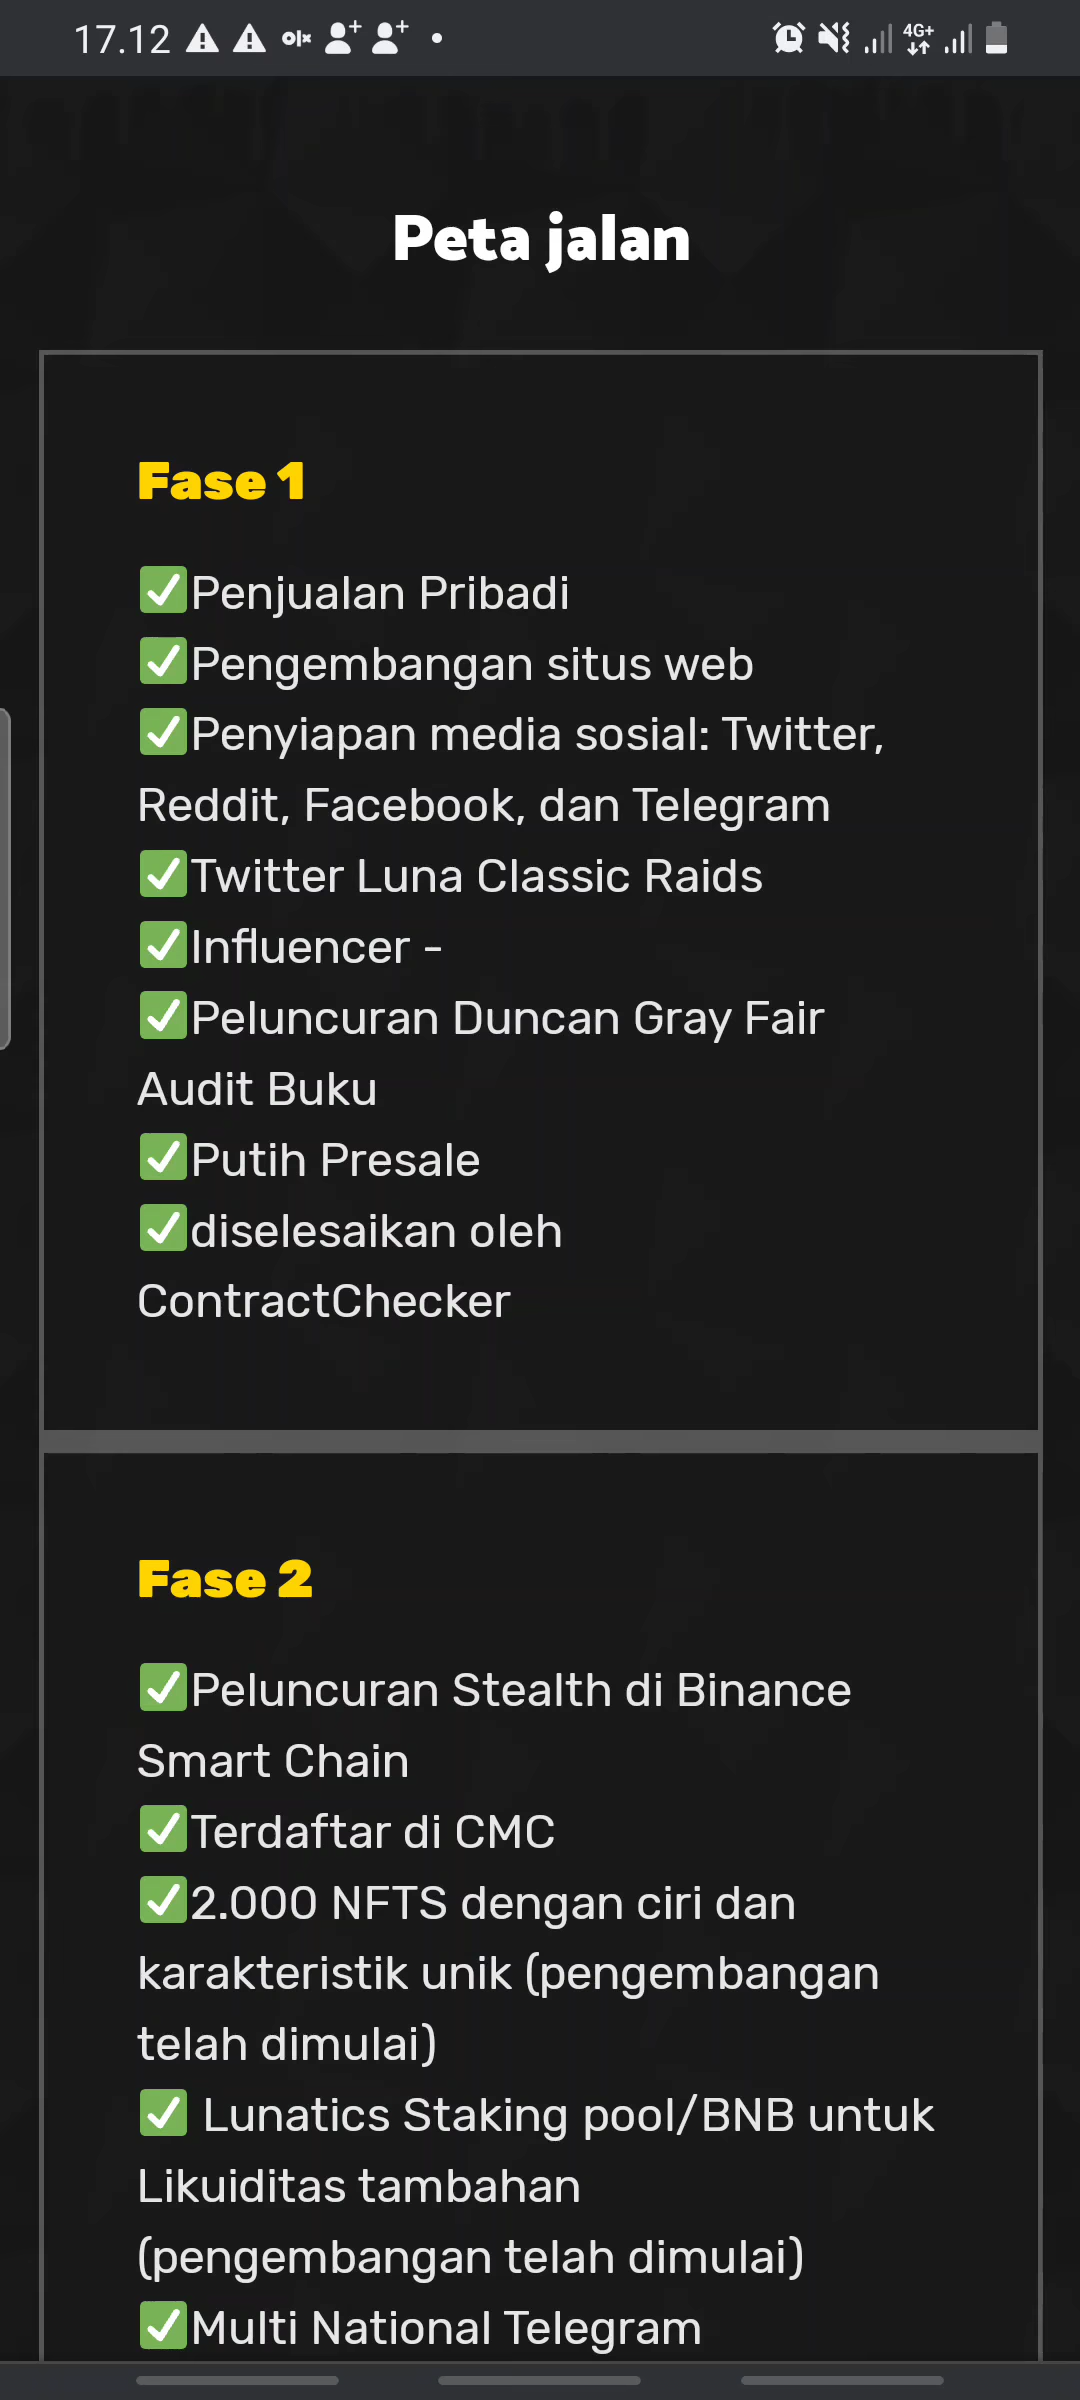 17.12
olx
4G+
Peta jalan
Fase 1
✅Penjualan Pribadi
✅Pengembangan situs web
✅Penyiapan media sosial: Twitter,
Reddit, Facebook, dan Telegram
✅Twitter Luna Classic Raids
✅Influencer -
✅Peluncuran Duncan Gray Fair
Audit Buku
✅Putih Presale
✅diselesaikan oleh
ContractChecker
Fase 2
✅Peluncuran Stealth di Binance
Smart Chain
✅Terdaftar di CMC
✅2.000 NFTS dengan ciri dan
karakteristik unik (pengembangan
telah dimulai)
✅ Lunatics Staking pool/BNB untuk
Likuiditas tambahan
(pengembangan telah dimulai)
✅Multi National Telegram